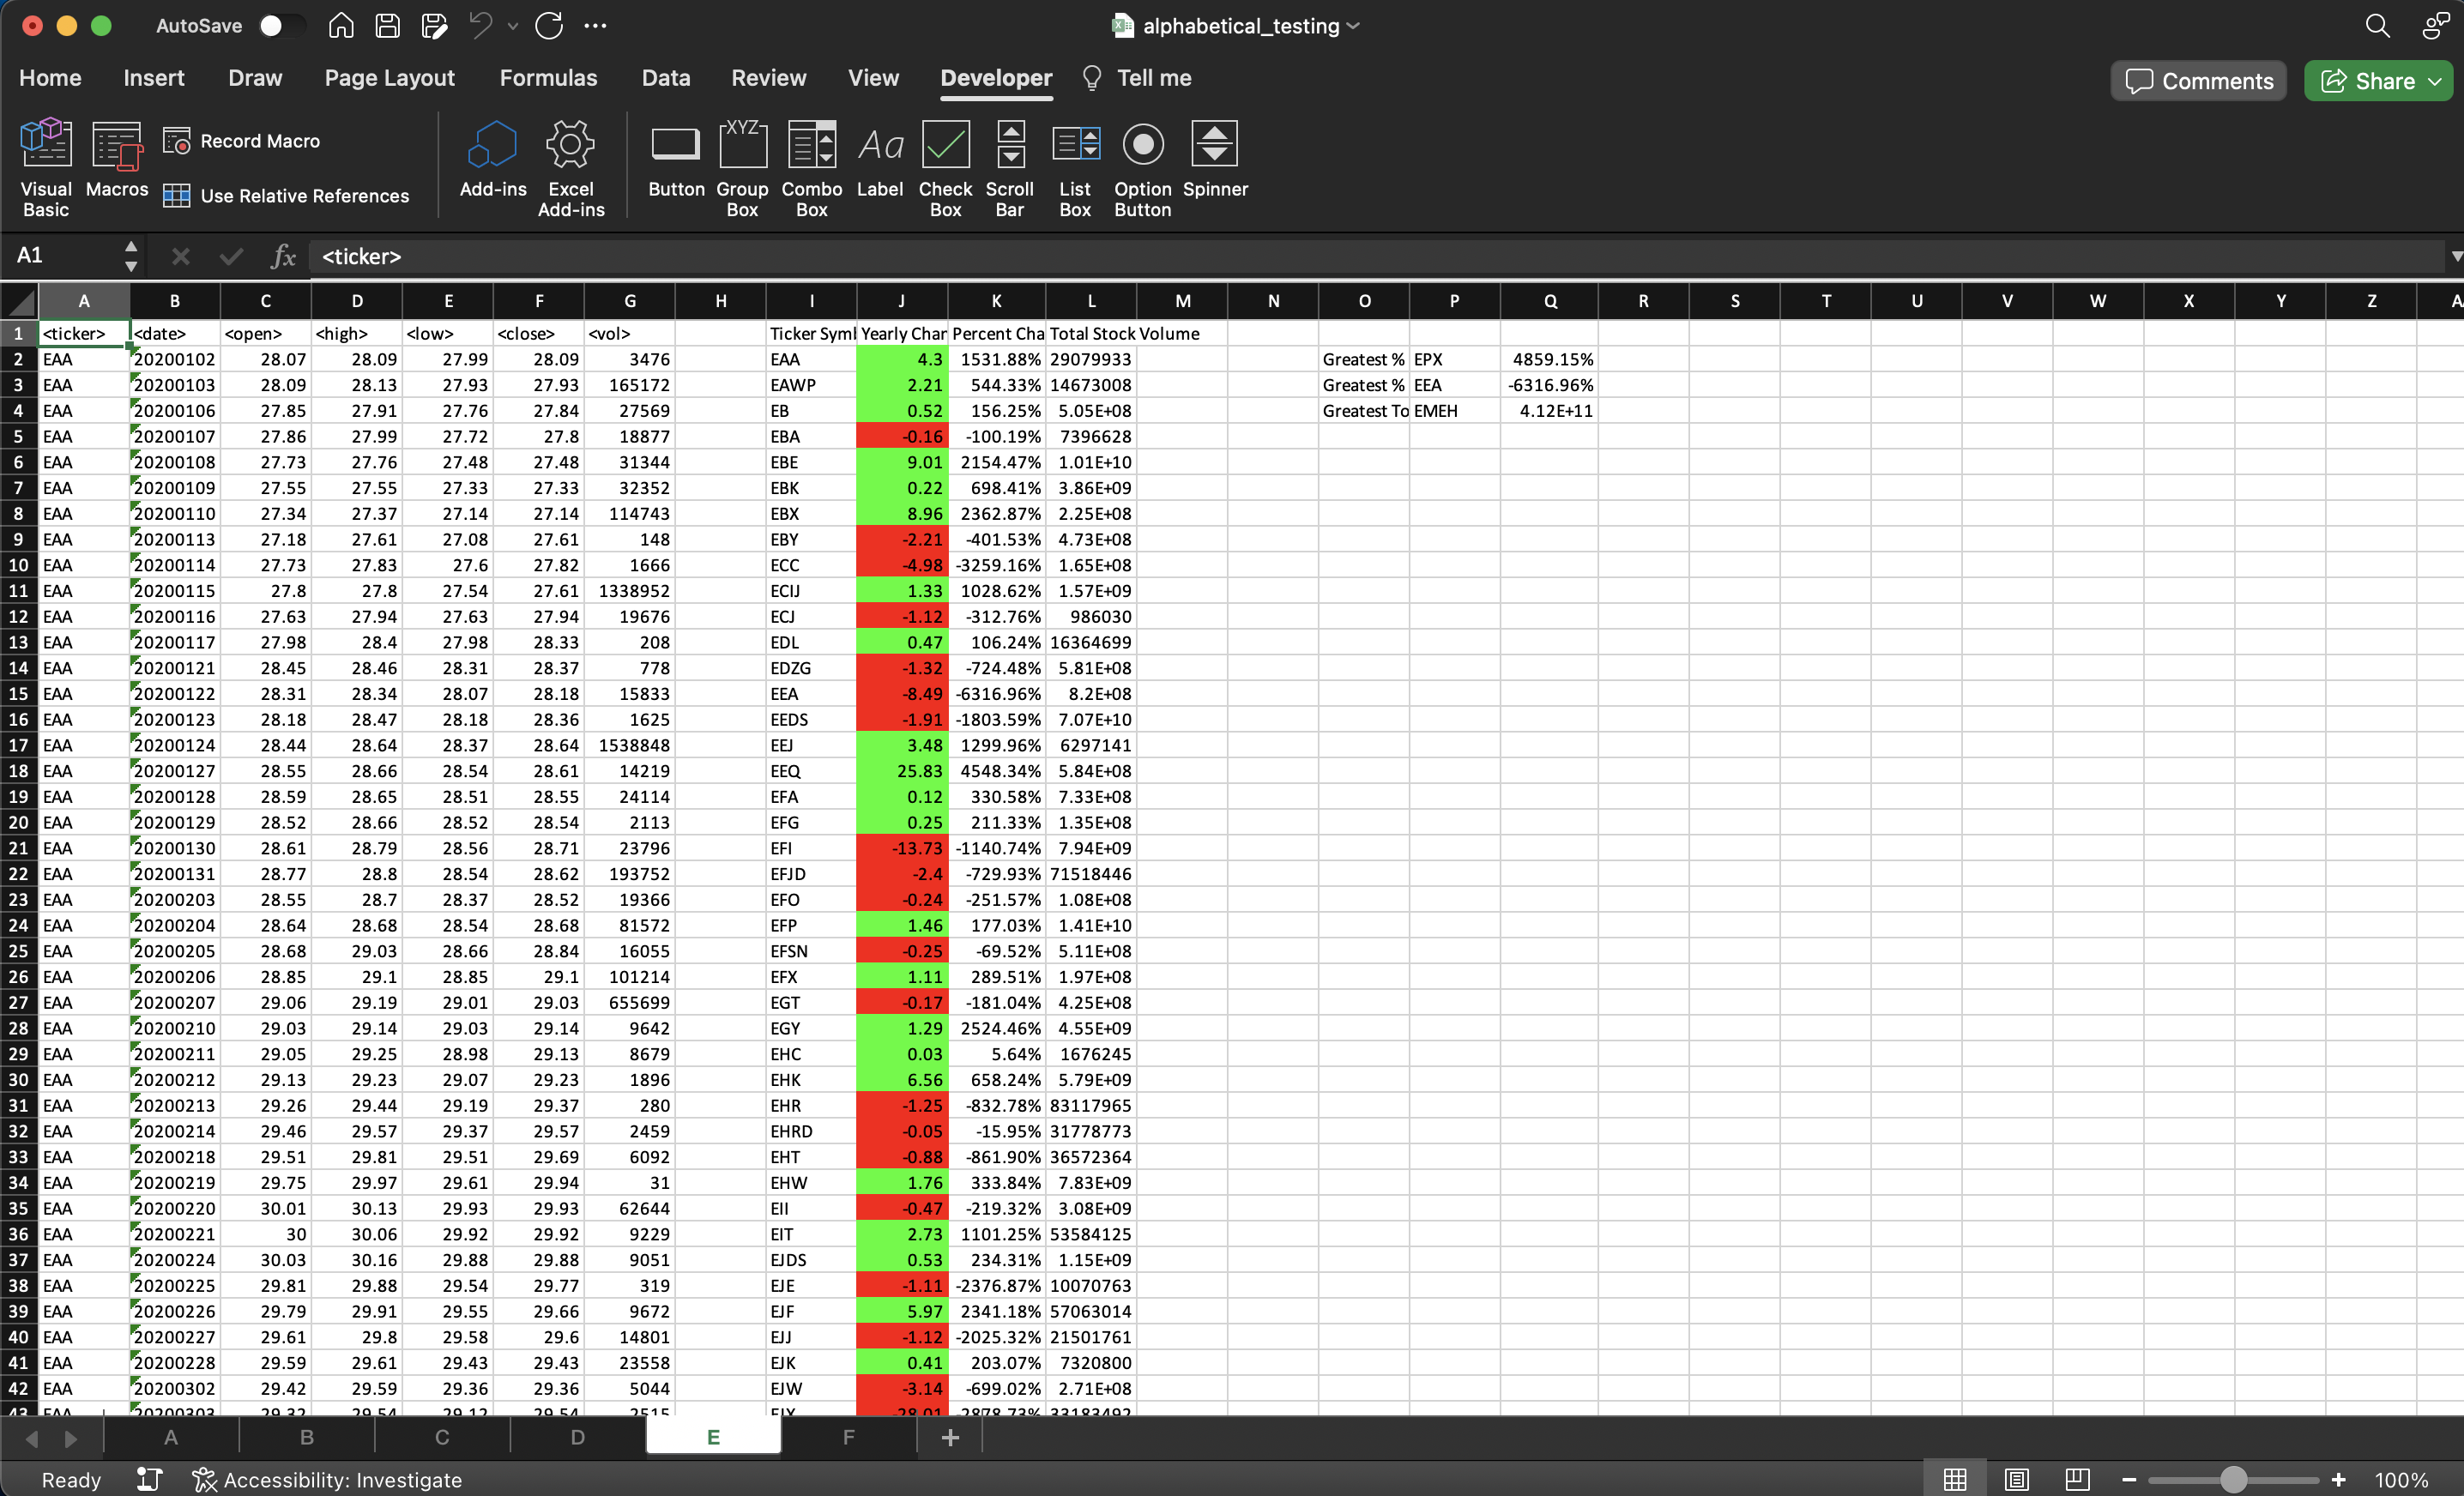 AutoSave
alphabetical_testing
Home Insert Draw Page Layout Formulas Data Review View Developer Tell me
Comments Share
Visual Basic Macros Record Macro Use Relative References Add-ins Excel Add-ins Button Group Box Combo Box Label Check Box Scroll Bar List Box Option Button Spinner
XYZ Aa
A1 fx <ticker>
A B C D E F G H I J K L M N O P Q R S T U V W X Y Z
1 <ticker> <date> <open> <high> <low> <close> <vol> Ticker Yearly Percent Total Stock Volume
2 EAA 20200102 28.07 28.09 27.99 28.09 3476 EAA 4.3 1531.88% 29079933 Greatest % EPX 4859.15%
3 EAA 20200103 28.09 28.13 27.93 27.93 165172 EAWP 2.21 544.33% 14673008 Greatest % EEA -6316.96%
4 EAA 20200106 27.85 27.91 27.76 27.84 27569 EB 0.52 156.25% 5.05E+08 Greatest To EMEH 4.12E+11
5 EAA 20200107 27.86 27.99 27.72 27.8 18877 EBA -0.16 -100.19% 7396628
6 EAA 20200108 27.73 27.76 27.48 27.48 31344 EBE 9.01 2154.47% 1.01E+10
7 EAA 20200109 27.55 27.55 27.33 27.33 32352 EBK 0.22 698.41% 3.86E+09
8 EAA 20200110 27.34 27.37 27.14 27.14 114743 EBX 8.96 2362.87% 2.25E+08
9 EAA 20200113 27.18 27.61 27.08 27.61 148 EBY -2.21 -401.53% 4.73E+08
10 EAA 20200114 27.73 27.83 27.6 27.82 1666 ECC -4.98 -3259.16% 1.65E+08
11 EAA 20200115 27.8 27.8 27.54 27.61 1338952 ECIJ 1.33 1028.62% 1.57E+09
12 EAA 20200116 27.63 27.94 27.63 27.94 19676 ECJ -1.12 -312.76% 986030
13 EAA 20200117 27.98 28.4 27.98 28.33 208 EDL 0.47 106.24% 16364699
14 EAA 20200121 28.45 28.46 28.31 28.37 778 EDZG -1.32 -724.48% 5.81E+08
15 EAA 20200122 28.31 28.34 28.07 28.18 15833 EEA -8.49 -6316.96% 8.2E+08
16 EAA 20200123 28.18 28.47 28.18 28.36 1625 EEDS -1.91 -1803.59% 7.07E+10
17 EAA 20200124 28.44 28.64 28.37 28.64 1538848 EEJ 3.48 1299.96% 6297141
18 EAA 20200127 28.55 28.66 28.54 28.61 14219 EEQ 25.83 4548.34% 5.84E+08
19 EAA 20200128 28.59 28.65 28.51 28.55 24114 EFA 0.12 330.58% 7.33E+08
20 EAA 20200129 28.52 28.66 28.52 28.54 2113 EFG 0.25 211.33% 1.35E+08
21 EAA 20200130 28.61 28.79 28.56 28.71 23796 EFI -13.73 -1140.74% 7.94E+09
22 EAA 20200131 28.77 28.8 28.54 28.62 193752 EFJD -2.4 -729.93% 71518446
23 EAA 20200203 28.55 28.7 28.37 28.52 19366 EFO -0.24 -251.57% 1.08E+08
24 EAA 20200204 28.64 28.68 28.54 28.68 81572 EFP 1.46 177.03% 1.41E+10
25 EAA 20200205 28.68 29.03 28.66 28.84 16055 EFSN -0.25 -69.52% 5.11E+08
26 EAA 20200206 28.85 29.1 28.85 29.1 101214 EFX 1.11 289.51% 1.97E+08
27 EAA 20200207 29.06 29.19 29.01 29.03 655699 EGT -0.17 -181.04% 4.25E+08
28 EAA 20200210 29.03 29.14 29.03 29.14 9642 EGY 1.29 2524.46% 4.55E+09
29 EAA 20200211 29.05 29.25 28.98 29.13 8679 EHC 0.03 5.64% 1676245
30 EAA 20200212 29.13 29.23 29.07 29.23 1896 EHK 6.56 658.24% 5.79E+09
31 EAA 20200213 29.26 29.44 29.19 29.37 280 EHR -1.25 -832.78% 83117965
32 EAA 20200214 29.46 29.57 29.37 29.57 2459 EHRD -0.05 -15.95% 31778773
33 EAA 20200218 29.51 29.81 29.51 29.69 6092 EHT -0.88 -861.90% 36572364
34 EAA 20200219 29.75 29.97 29.61 29.94 31 EHW 1.76 333.84% 7.83E+09
35 EAA 20200220 30.01 30.13 29.93 29.93 62644 EII -0.47 -219.32% 3.08E+09
36 EAA 20200221 30 30.06 29.92 29.92 9229 EIT 2.73 1101.25% 53584125
37 EAA 20200224 30.03 30.16 29.88 29.88 9051 EJDS 0.53 234.31% 1.15E+09
38 EAA 20200225 29.81 29.88 29.54 29.77 319 EJE -1.11 -2376.87% 10070763
39 EAA 20200226 29.79 29.91 29.55 29.66 9672 EJF 5.97 2341.18% 57063014
40 EAA 20200227 29.61 29.8 29.58 29.6 14801 EJJ -1.12 -2025.32% 21501761
41 EAA 20200228 29.59 29.61 29.43 29.43 23558 EJK 0.41 203.07% 7320800
42 EAA 20200302 29.42 29.59 29.36 29.36 5044 EJW -3.14 -699.02% 2.71E+08
43 EAA 20200303 29.32 29.54 29.12 29.54 2515
A B C D E F
Ready Accessibility: Investigate 100%